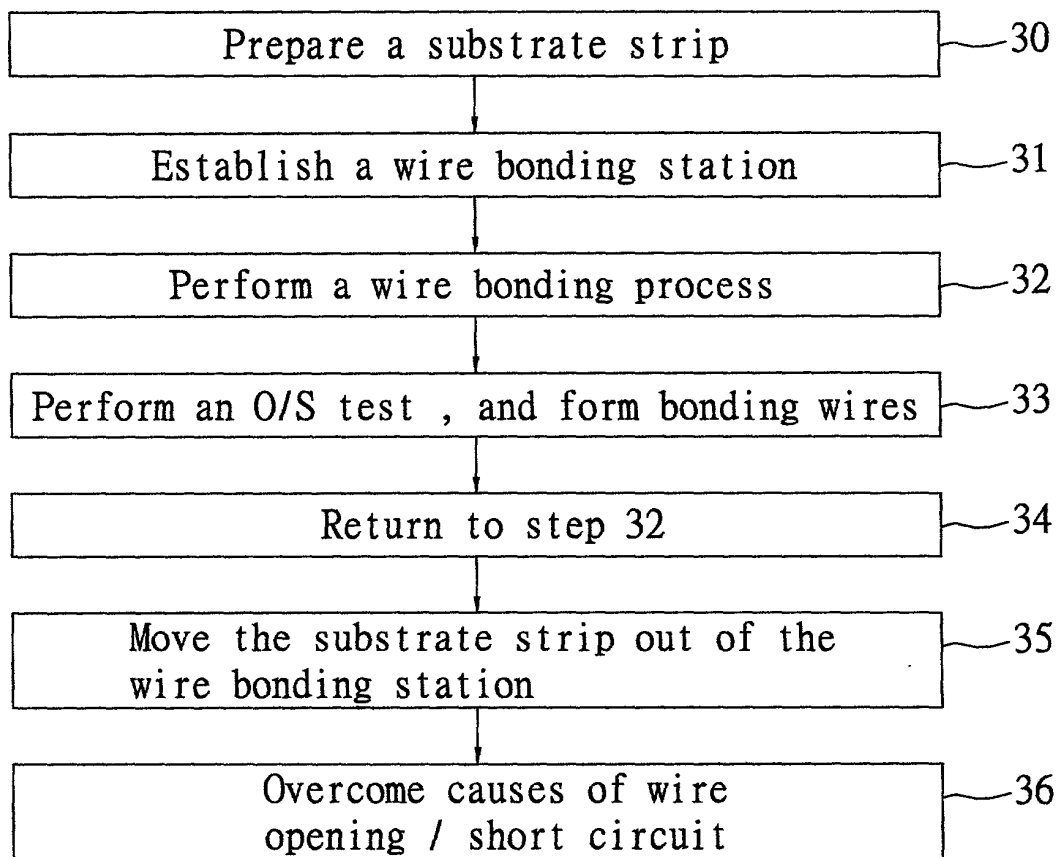 Prepare a substrate strip 30
Establish a wire bonding station 31
Perform a wire bonding process 32
Perform an O/S test , and form bonding wires 33
Return to step 32 34
Move the substrate strip out of the 35
wire bonding station
Overcome causes of wire 36
opening / short circuit